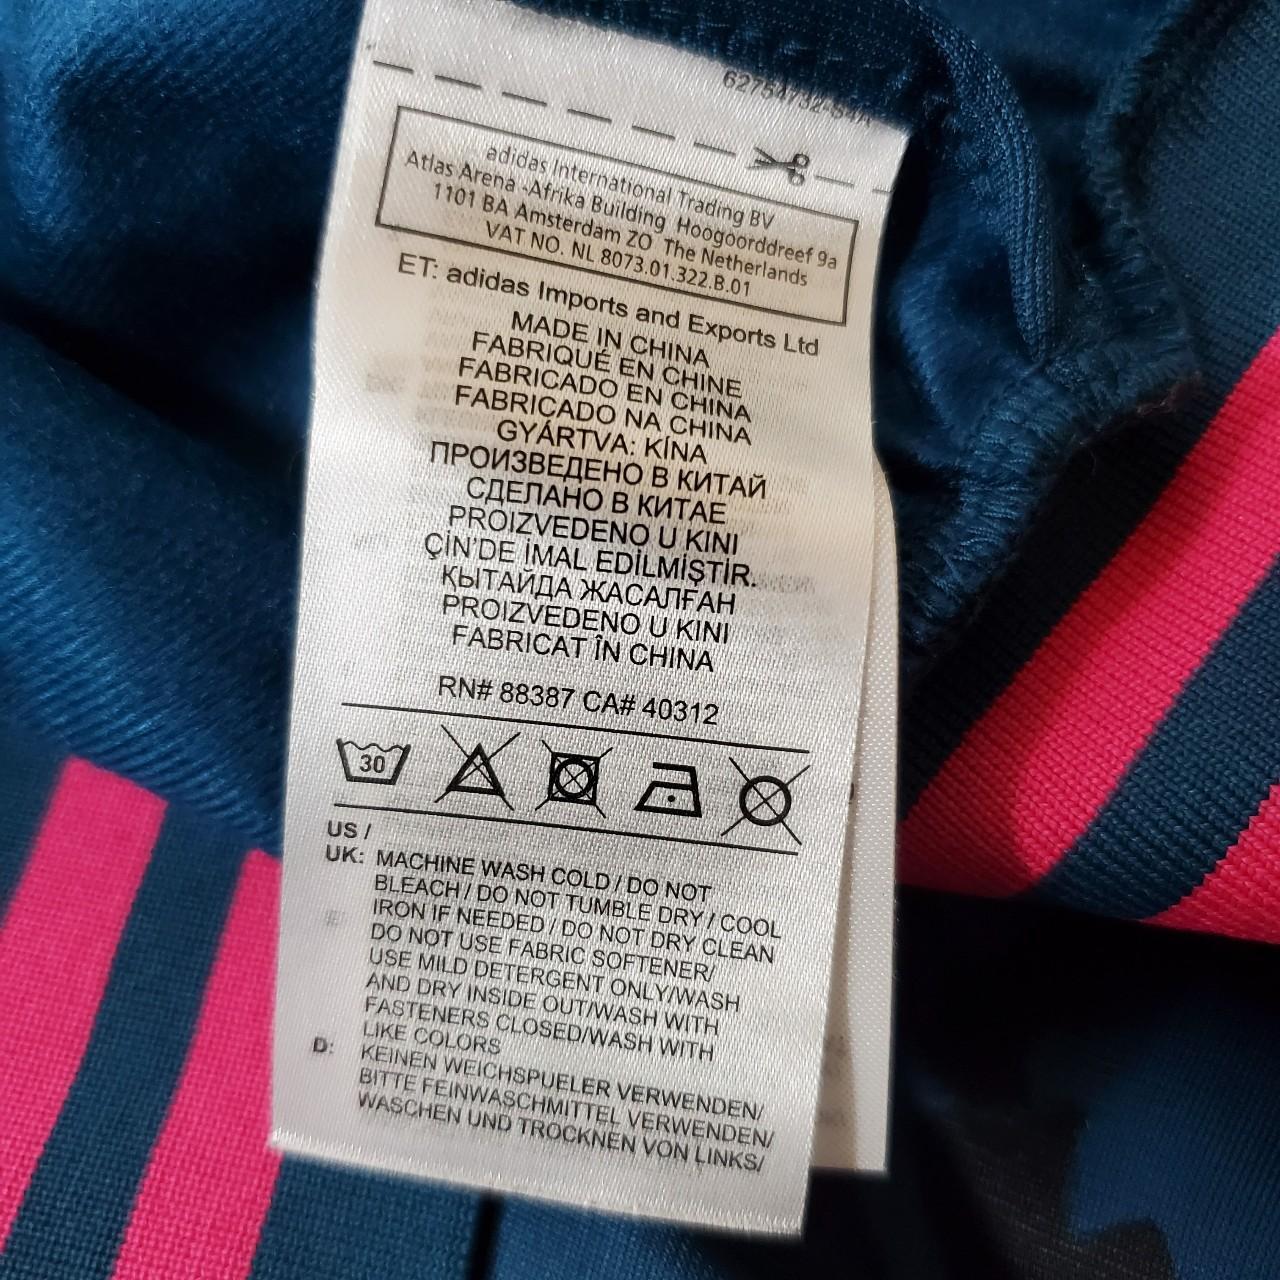 62754732-S4A
adidas International Trading BV
Atlas Arena -Afrika Building Hoogoorddreef 9a
1101 BA Amsterdam ZO The Netherlands
VAT NO. NL 8073.01.322.B.01
ET: adidas Imports and Exports Ltd
MADE IN CHINA
FABRIQUÉ EN CHINE
FABRICADO EN CHINA
FABRICADO NA CHINA
GYÁRTVA: KÍNA
ПРОИЗВЕДЕНО В КИТАЙ
СДЕЛАНО В КИТАЕ
PROIZVEDENO U KINI
ÇİN'DE İMAL EDİLMİŞTİR.
ҚЫТАЙДА ЖАСАЛҒАН
PROIZVEDENO U KINI
FABRICAT ÎN CHINA
RN# 88387 CA# 40312
30
US /
UK: MACHINE WASH COLD / DO NOT
BLEACH / DO NOT TUMBLE DRY / COOL
IRON IF NEEDED / DO NOT DRY CLEAN
DO NOT USE FABRIC SOFTENER/
USE MILD DETERGENT ONLY/WASH
AND DRY INSIDE OUT/WASH WITH
FASTENERS CLOSED/WASH WITH
LIKE COLORS
D: KEINEN WEICHSPUELER VERWENDEN/
BITTE FEINWASCHMITTEL VERWENDEN/
WASCHEN UND TROCKNEN VON LINKS/